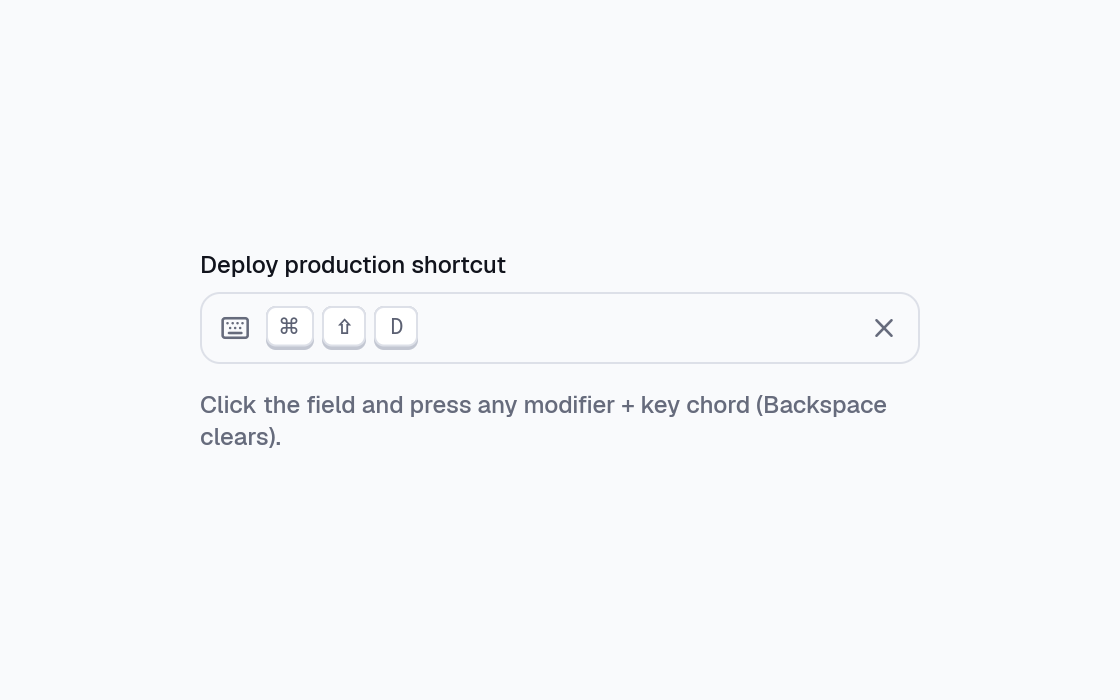 Deploy production shortcut
⌘ ⇧ D
Click the field and press any modifier + key chord (Backspace
clears).